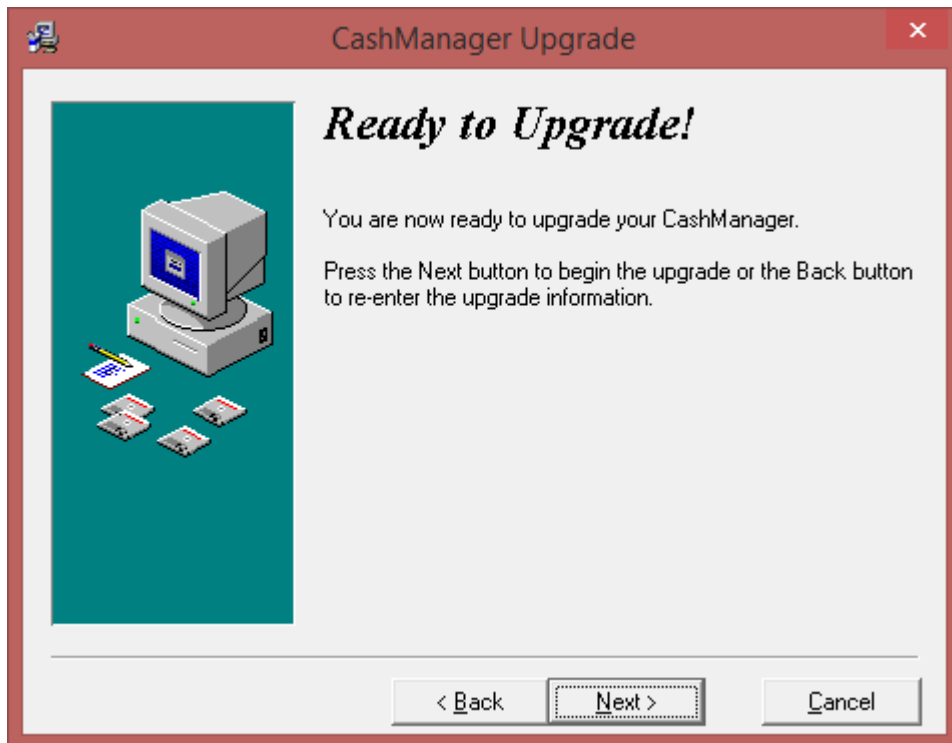 CashManager Upgrade
Ready to Upgrade!
You are now ready to upgrade your CashManager.
Press the Next button to begin the upgrade or the Back button
to re-enter the upgrade information.
< Back
Next >
Cancel